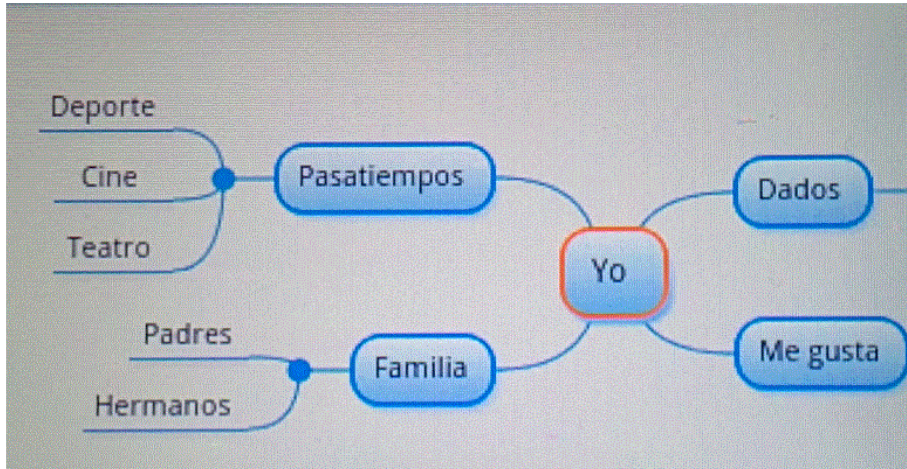 Deporte
Cine
Teatro
Pasatiempos
Padres
Hermanos
Familia
Yo
Dados
Me gusta